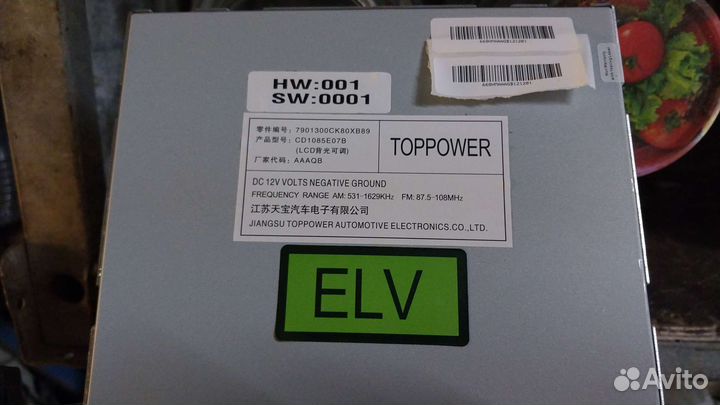 HW:001
SW:0001
零件编号: 7901300CK80XB89
产品型号: CD1085E07B
(LCD背光可调)
厂家代码: AAAQB
TOPPOWER
DC 12V VOLTS NEGATIVE GROUND
FREQUENCY RANGE AM: 531-1629KHz FM: 87.5-108MHz
江苏天宝汽车电子有限公司
JIANGSU TOPPOWER AUTOMOTIVE ELECTRONICS CO.,LTD.
ELV
Avito